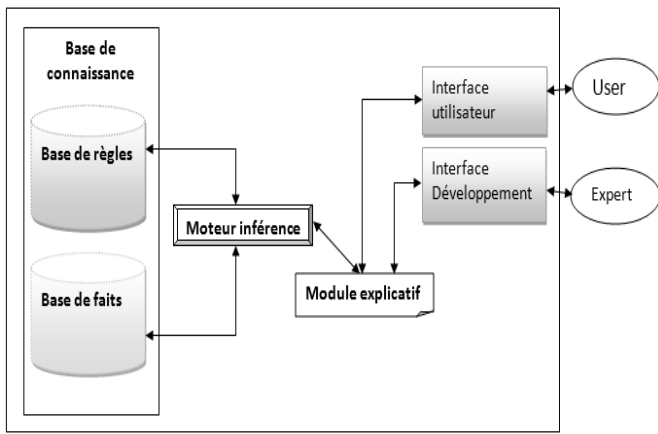 Base de
connaissance
Base de règles
Base de faits
Moteur inférence
Module explicatif
Interface
utilisateur
Interface
Développement
User
Expert